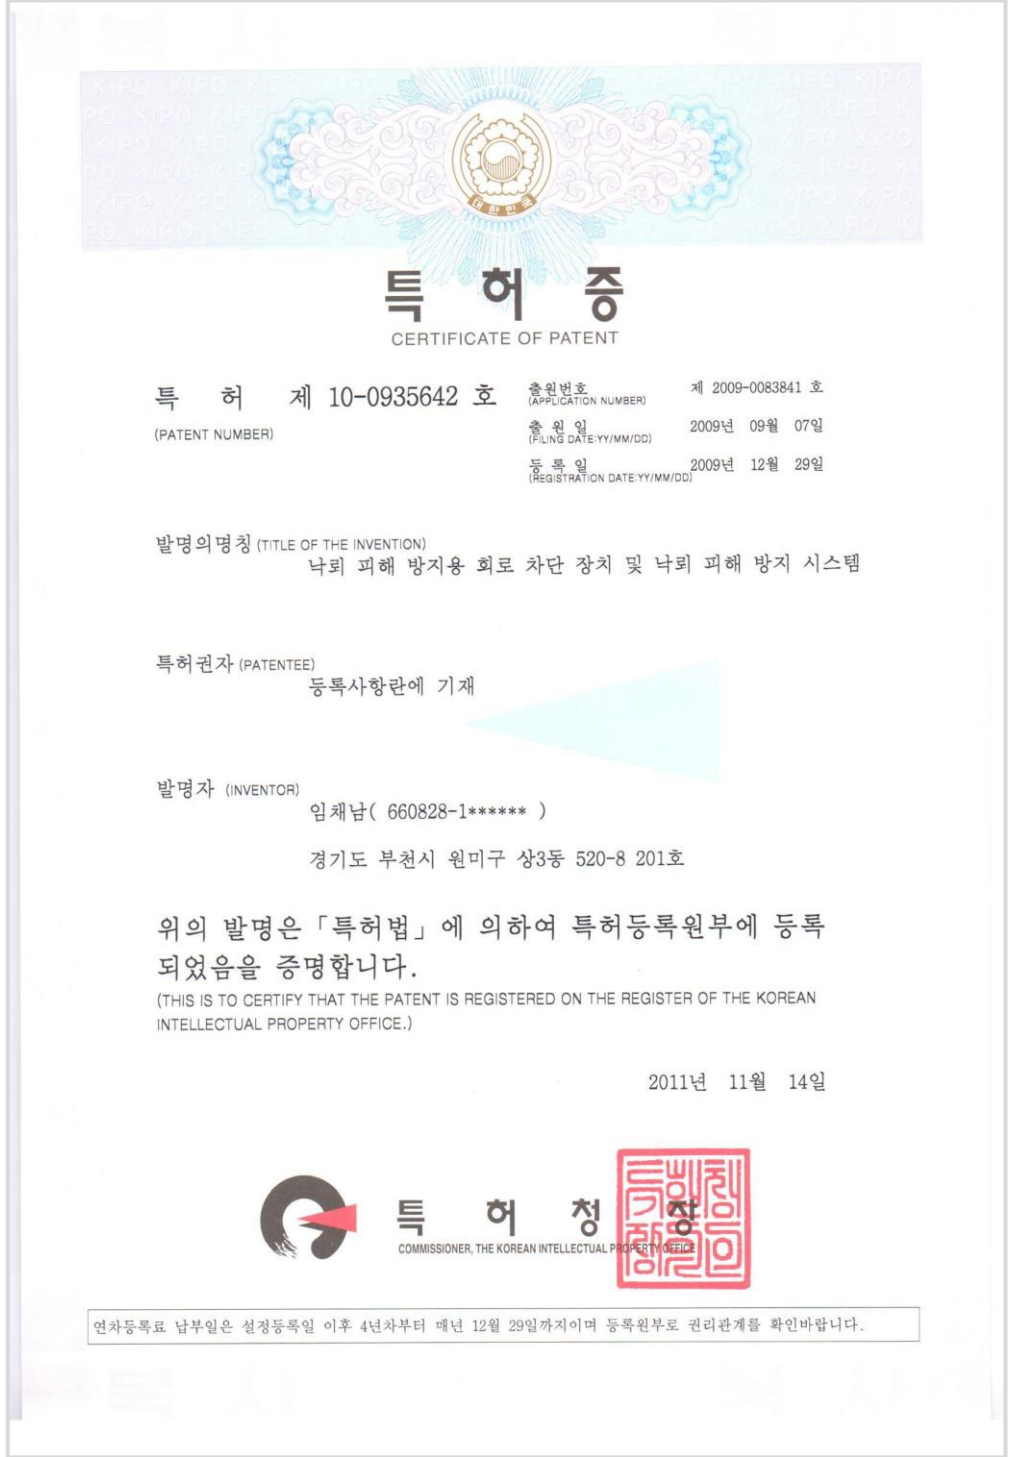 대한민국
특허증
CERTIFICATE OF PATENT
특 허 제 10-0935642 호
(PATENT NUMBER)
출원번호 제 2009-0083841 호
(APPLICATION NUMBER)
출원일 2009년 09월 07일
(FILING DATE:YY/MM/DD)
등록일 2009년 12월 29일
(REGISTRATION DATE:YY/MM/DD)
발명의명칭 (TITLE OF THE INVENTION)
낙뢰 피해 방지용 회로 차단 장치 및 낙뢰 피해 방지 시스템
특허권자 (PATENTEE)
등록사항란에 기재
발명자 (INVENTOR)
임채남( 660828-1****** )
경기도 부천시 원미구 상3동 520-8 201호
위의 발명은「특허법」에 의하여 특허등록원부에 등록
되었음을 증명합니다.
(THIS IS TO CERTIFY THAT THE PATENT IS REGISTERED ON THE REGISTER OF THE KOREAN
INTELLECTUAL PROPERTY OFFICE.)
2011년 11월 14일
특 허 청 장
COMMISSIONER, THE KOREAN INTELLECTUAL PROPERTY OFFICE
연차등록료 납부일은 설정등록일 이후 4년차부터 매년 12월 29일까지이며 등록원부로 권리관계를 확인바랍니다.